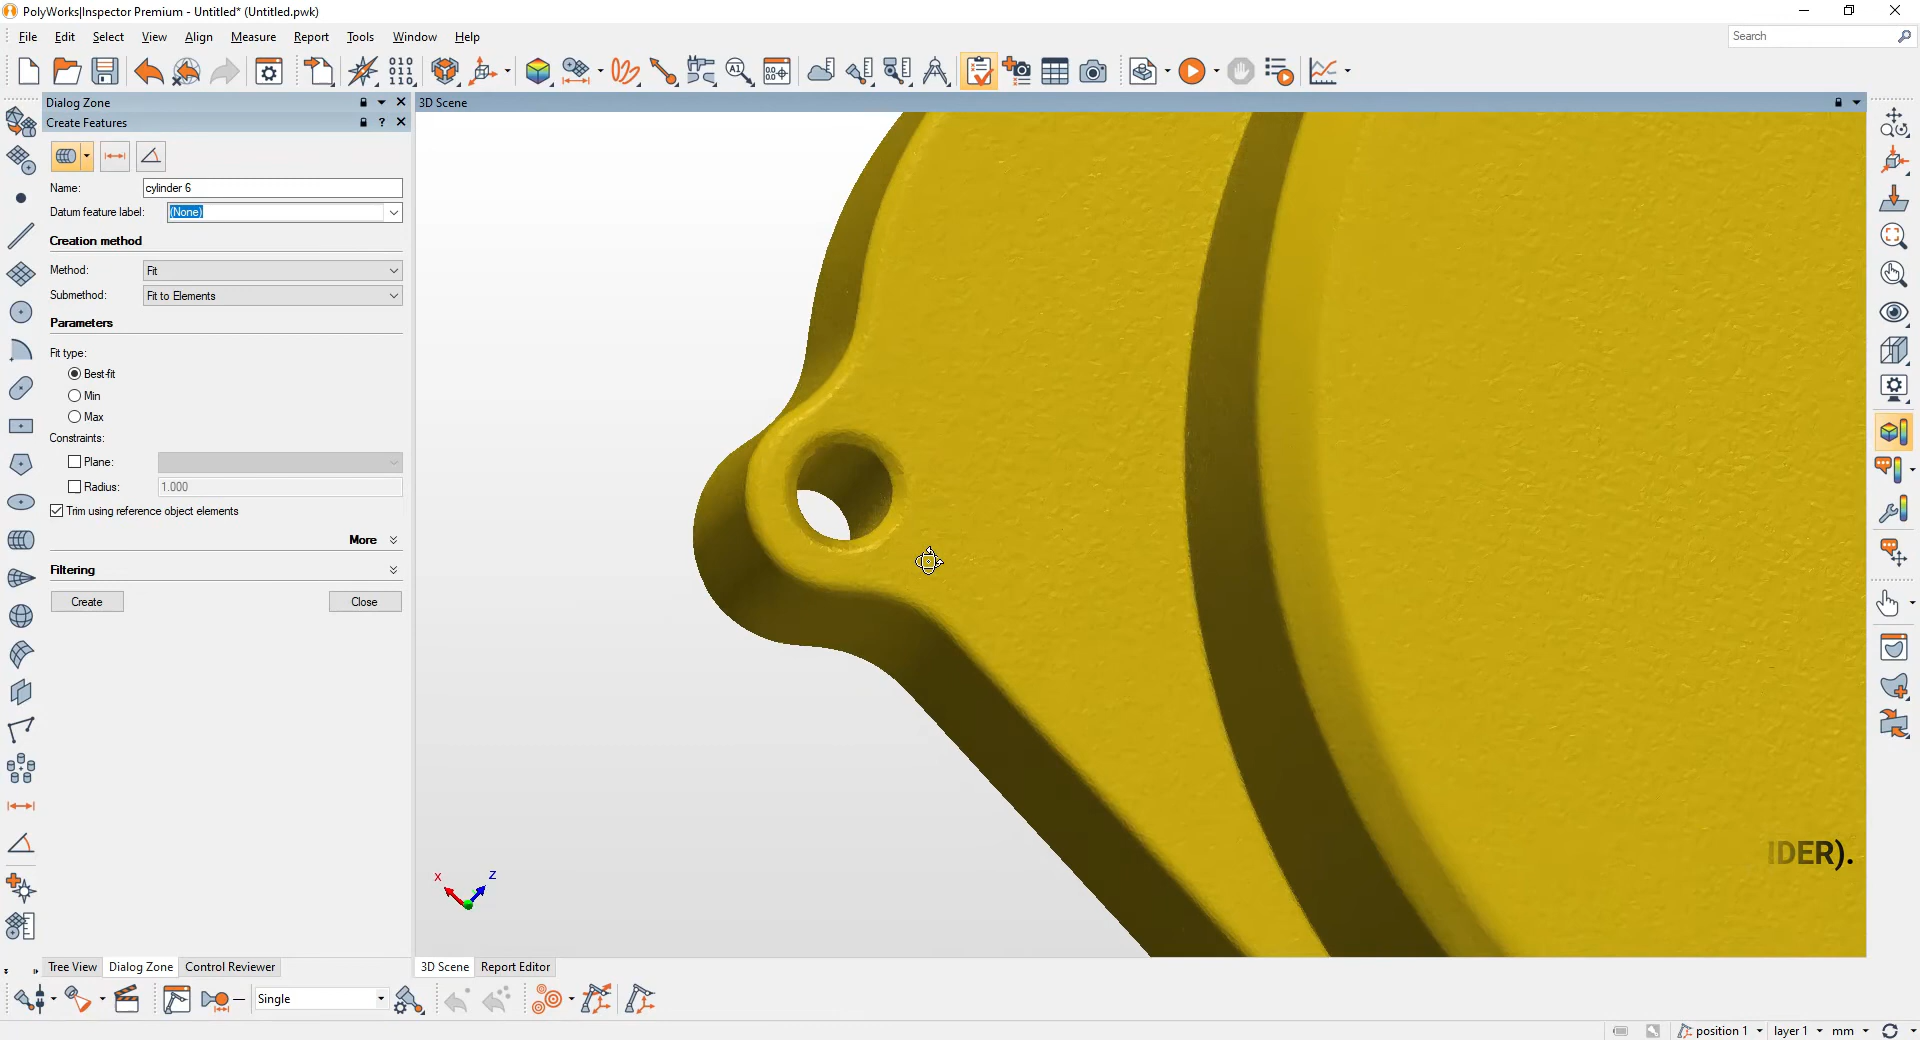 PolyWorks|Inspector Premium - Untitled* (Untitled.pwk)
File Edit Select View Align Measure Report Tools Window Help
Search
Dialog Zone
3D Scene
Create Features
Name: cylinder 6
Datum feature label: (None)
Creation method
Method: Fit
Submethod: Fit to Elements
Parameters
Fit type:
Best-fit
Min
Max
Constraints:
Plane:
Radius: 1.000
Trim using reference object elements
More
Filtering
Create Close
IDER).
X Z
Tree View Dialog Zone Control Reviewer 3D Scene Report Editor
Single
position 1 layer 1 mm